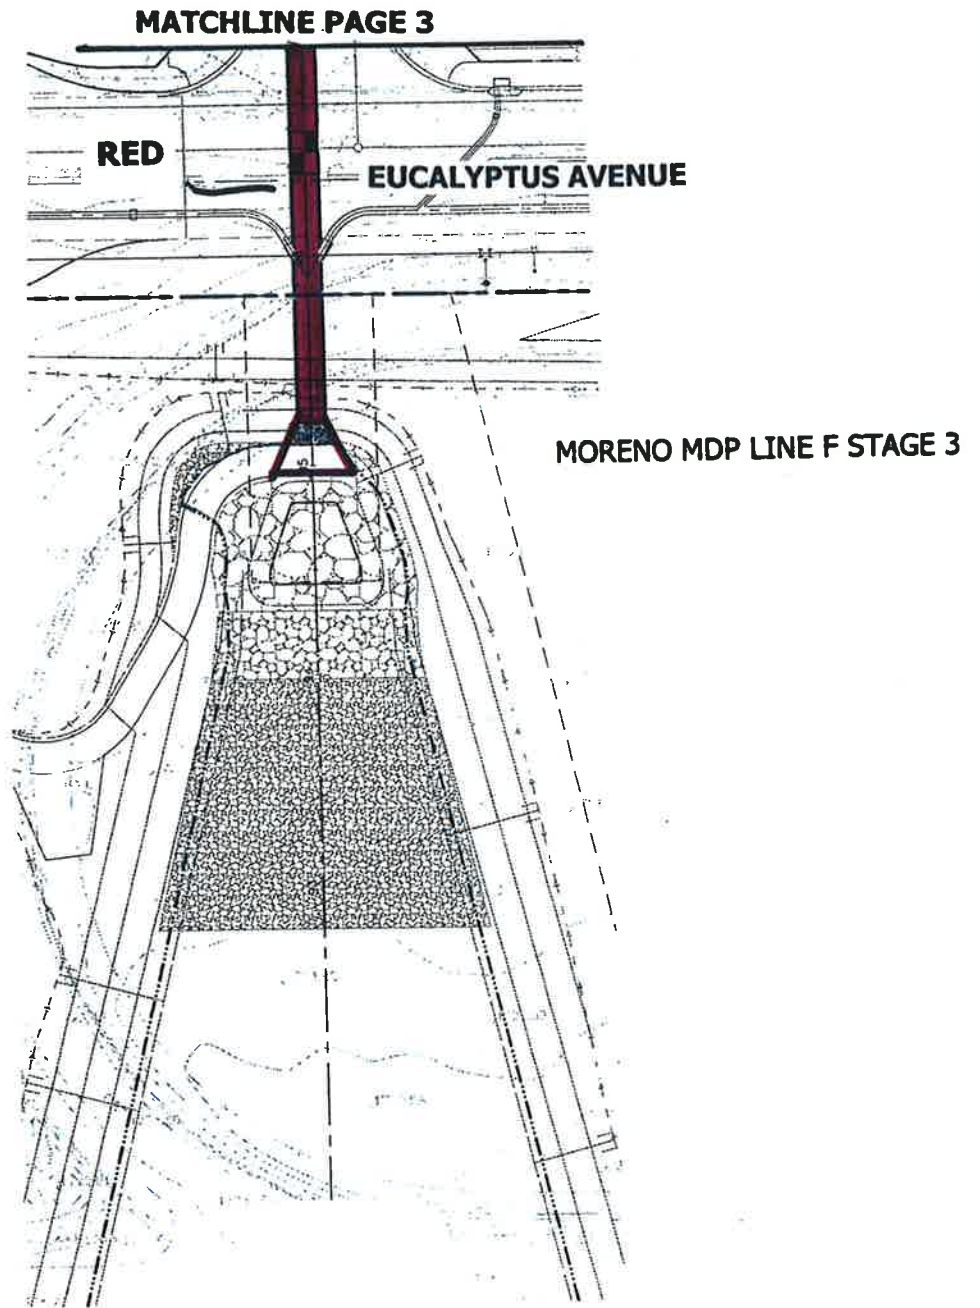 MATCHLINE PAGE 3
RED
EUCALYPTUS AVENUE
MORENO MDP LINE F STAGE 3